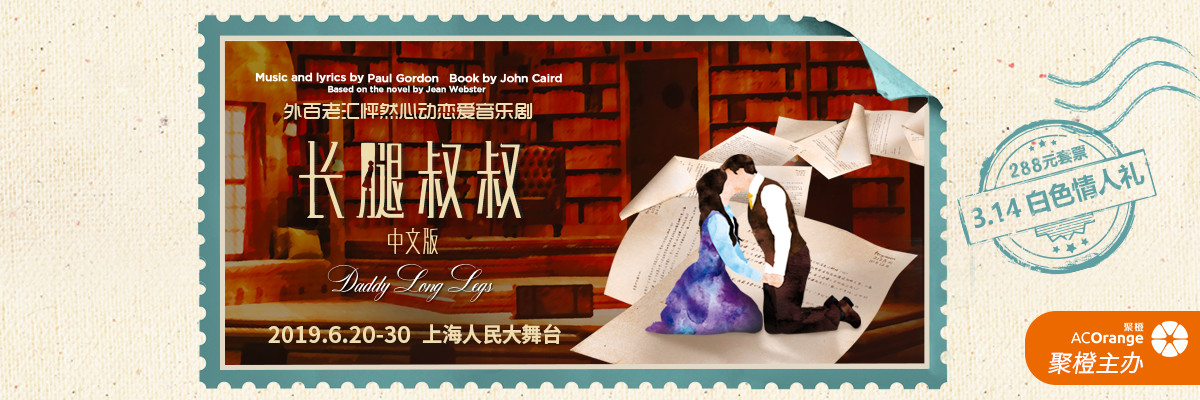 Music and lyrics by Paul Gordon Book by John Caird
Based on the novel by Jean Webster
外百老汇怦然心动恋爱音乐剧
长腿叔叔
中文版
Daddy Long Legs
2019.6.20-30 上海人民大舞台
288元套票
3.14 白色情人礼
聚橙
ACOrange
聚橙主办